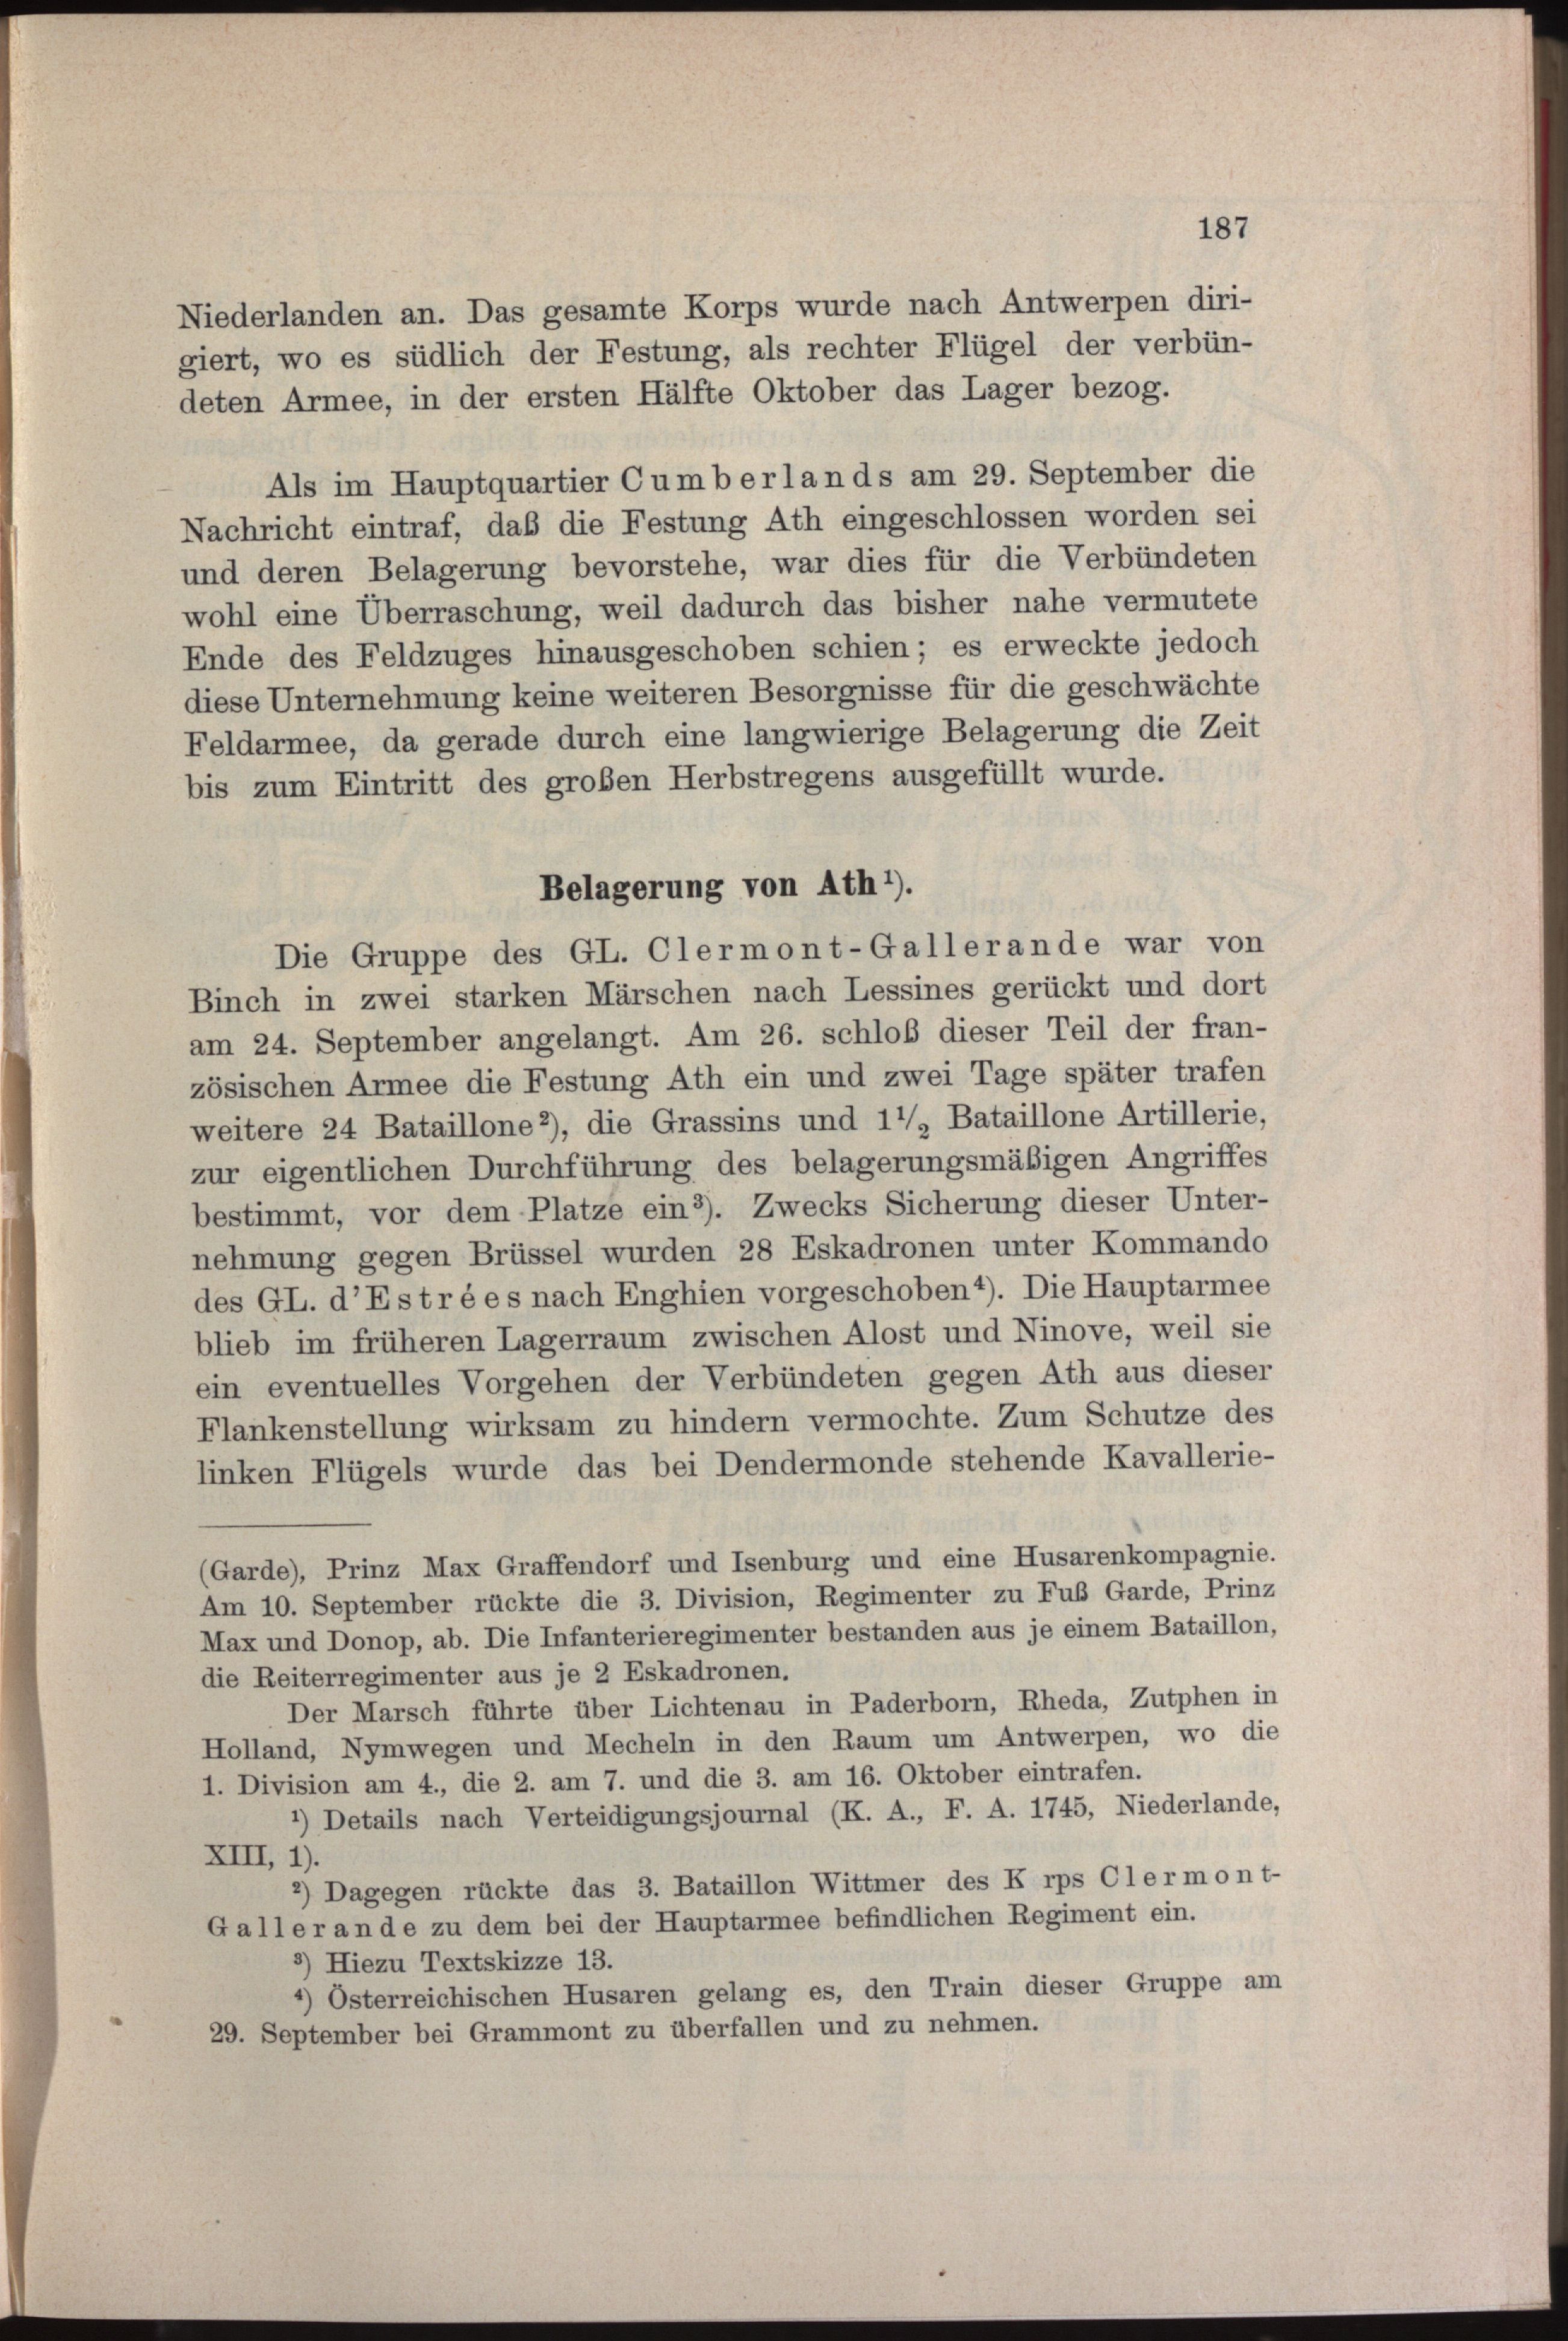 187
Niederlanden an. Das gesamte Korps wurde nach Antwerpen diri-
giert, wo es südlich der Festung, als rechter Flügel der verbün-
deten Armee, in der ersten Hälfte Oktober das Lager bezog.
Als im Hauptquartier Cumberlands am 29. September die
Nachricht eintraf, daß die Festung Ath eingeschlossen worden sei
und deren Belagerung bevorstehe, war dies für die Verbündeten
wohl eine Überraschung, weil dadurch das bisher nahe vermutete
Ende des Feldzuges hinausgeschoben schien; es erweckte jedoch
diese Unternehmung keine weiteren Besorgnisse für die geschwächte
Feldarmee, da gerade durch eine langwierige Belagerung die Zeit
bis zum Eintritt des großen Herbstregens ausgefüllt wurde.
Belagerung von Ath¹).
Die Gruppe des GL. Clermont-Gallerande war von
Binch in zwei starken Märschen nach Lessines gerückt und dort
am 24. September angelangt. Am 26. schloß dieser Teil der fran-
zösischen Armee die Festung Ath ein und zwei Tage später trafen
weitere 24 Bataillone²), die Grassins und 1½ Bataillone Artillerie,
zur eigentlichen Durchführung des belagerungsmäßigen Angriffes
bestimmt, vor dem Platze ein³). Zwecks Sicherung dieser Unter-
nehmung gegen Brüssel wurden 28 Eskadronen unter Kommando
des GL. d'Estrées nach Enghien vorgeschoben⁴). Die Hauptarmee
blieb im früheren Lagerraum zwischen Alost und Ninove, weil sie
ein eventuelles Vorgehen der Verbündeten gegen Ath aus dieser
Flankenstellung wirksam zu hindern vermochte. Zum Schutze des
linken Flügels wurde das bei Dendermonde stehende Kavallerie-
(Garde), Prinz Max Graffendorf und Isenburg und eine Husarenkompagnie.
Am 10. September rückte die 3. Division, Regimenter zu Fuß Garde, Prinz
Max und Donop, ab. Die Infanterieregimenter bestanden aus je einem Bataillon,
die Reiterregimenter aus je 2 Eskadronen.
Der Marsch führte über Lichtenau in Paderborn, Rheda, Zutphen in
Holland, Nymwegen und Mecheln in den Raum um Antwerpen, wo die
1. Division am 4., die 2. am 7. und die 3. am 16. Oktober eintrafen.
¹) Details nach Verteidigungsjournal (K. A., F. A. 1745, Niederlande,
XIII, 1).
²) Dagegen rückte das 3. Bataillon Wittmer des K rps Clermont-
Gallerande zu dem bei der Hauptarmee befindlichen Regiment ein.
³) Hiezu Textskizze 13.
⁴) Österreichischen Husaren gelang es, den Train dieser Gruppe am
29. September bei Grammont zu überfallen und zu nehmen.